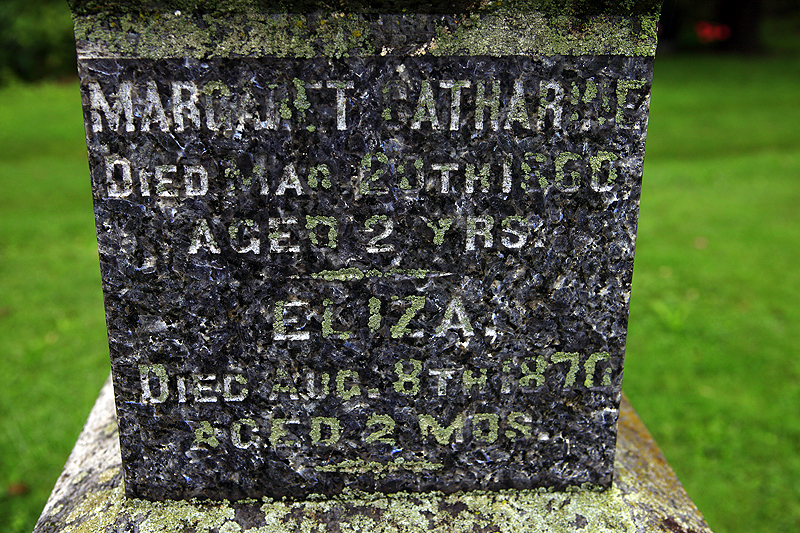 MARGARET CATHARINE
DIED MAR 20TH 1860
AGED 2 YRS.
ELIZA,
DIED AUG. 8TH 1870
AGED 2 MOS